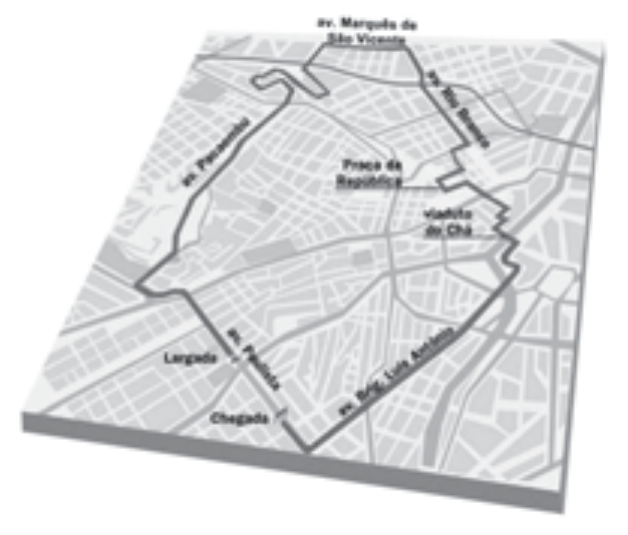 av. Marquês de
São Vicente
av. Rio Branco
av. Pacaembu
Praça da
República
viaduto
do Chá
av. Paulista
Largada
av. Brig. Luís Antônio
Chegada